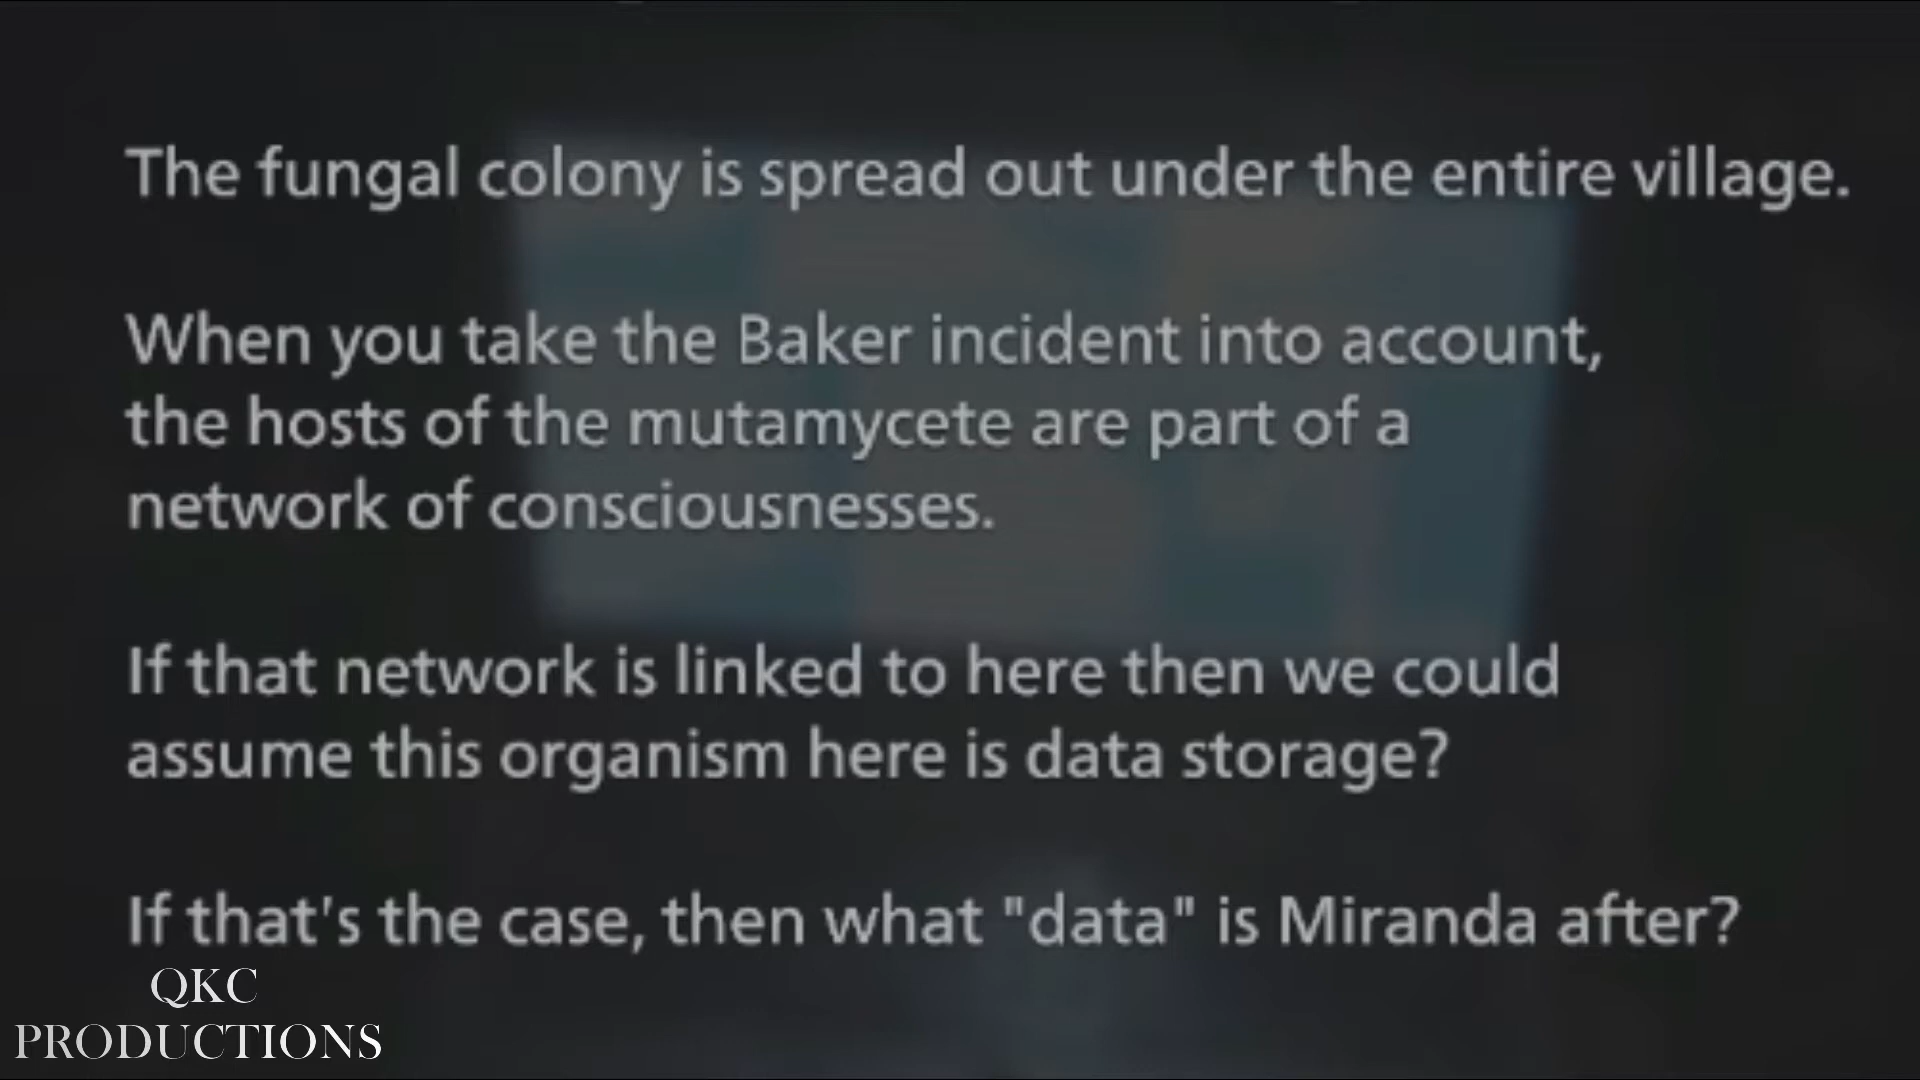 The fungal colony is spread out under the entire village.
When you take the Baker incident into account,
the hosts of the mutamycete are part of a
network of consciousnesses.
If that network is linked to here then we could
assume this organism here is data storage?
If that's the case, then what "data" is Miranda after?
QKC
PRODUCTIONS